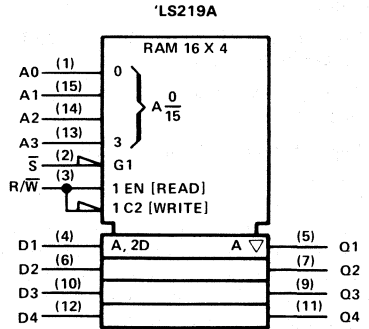 'LS219A
RAM 16 X 4
A0 (1) 0
A1 (15)
A2 (14)
A 0/15
A3 (13) 3
S̅ (2) G1
R/W̅ (3) 1 EN [READ]
1 C2 [WRITE]
D1 (4) A, 2D A ▽ (5) Q1
D2 (6) (7) Q2
D3 (10) (9) Q3
D4 (12) (11) Q4